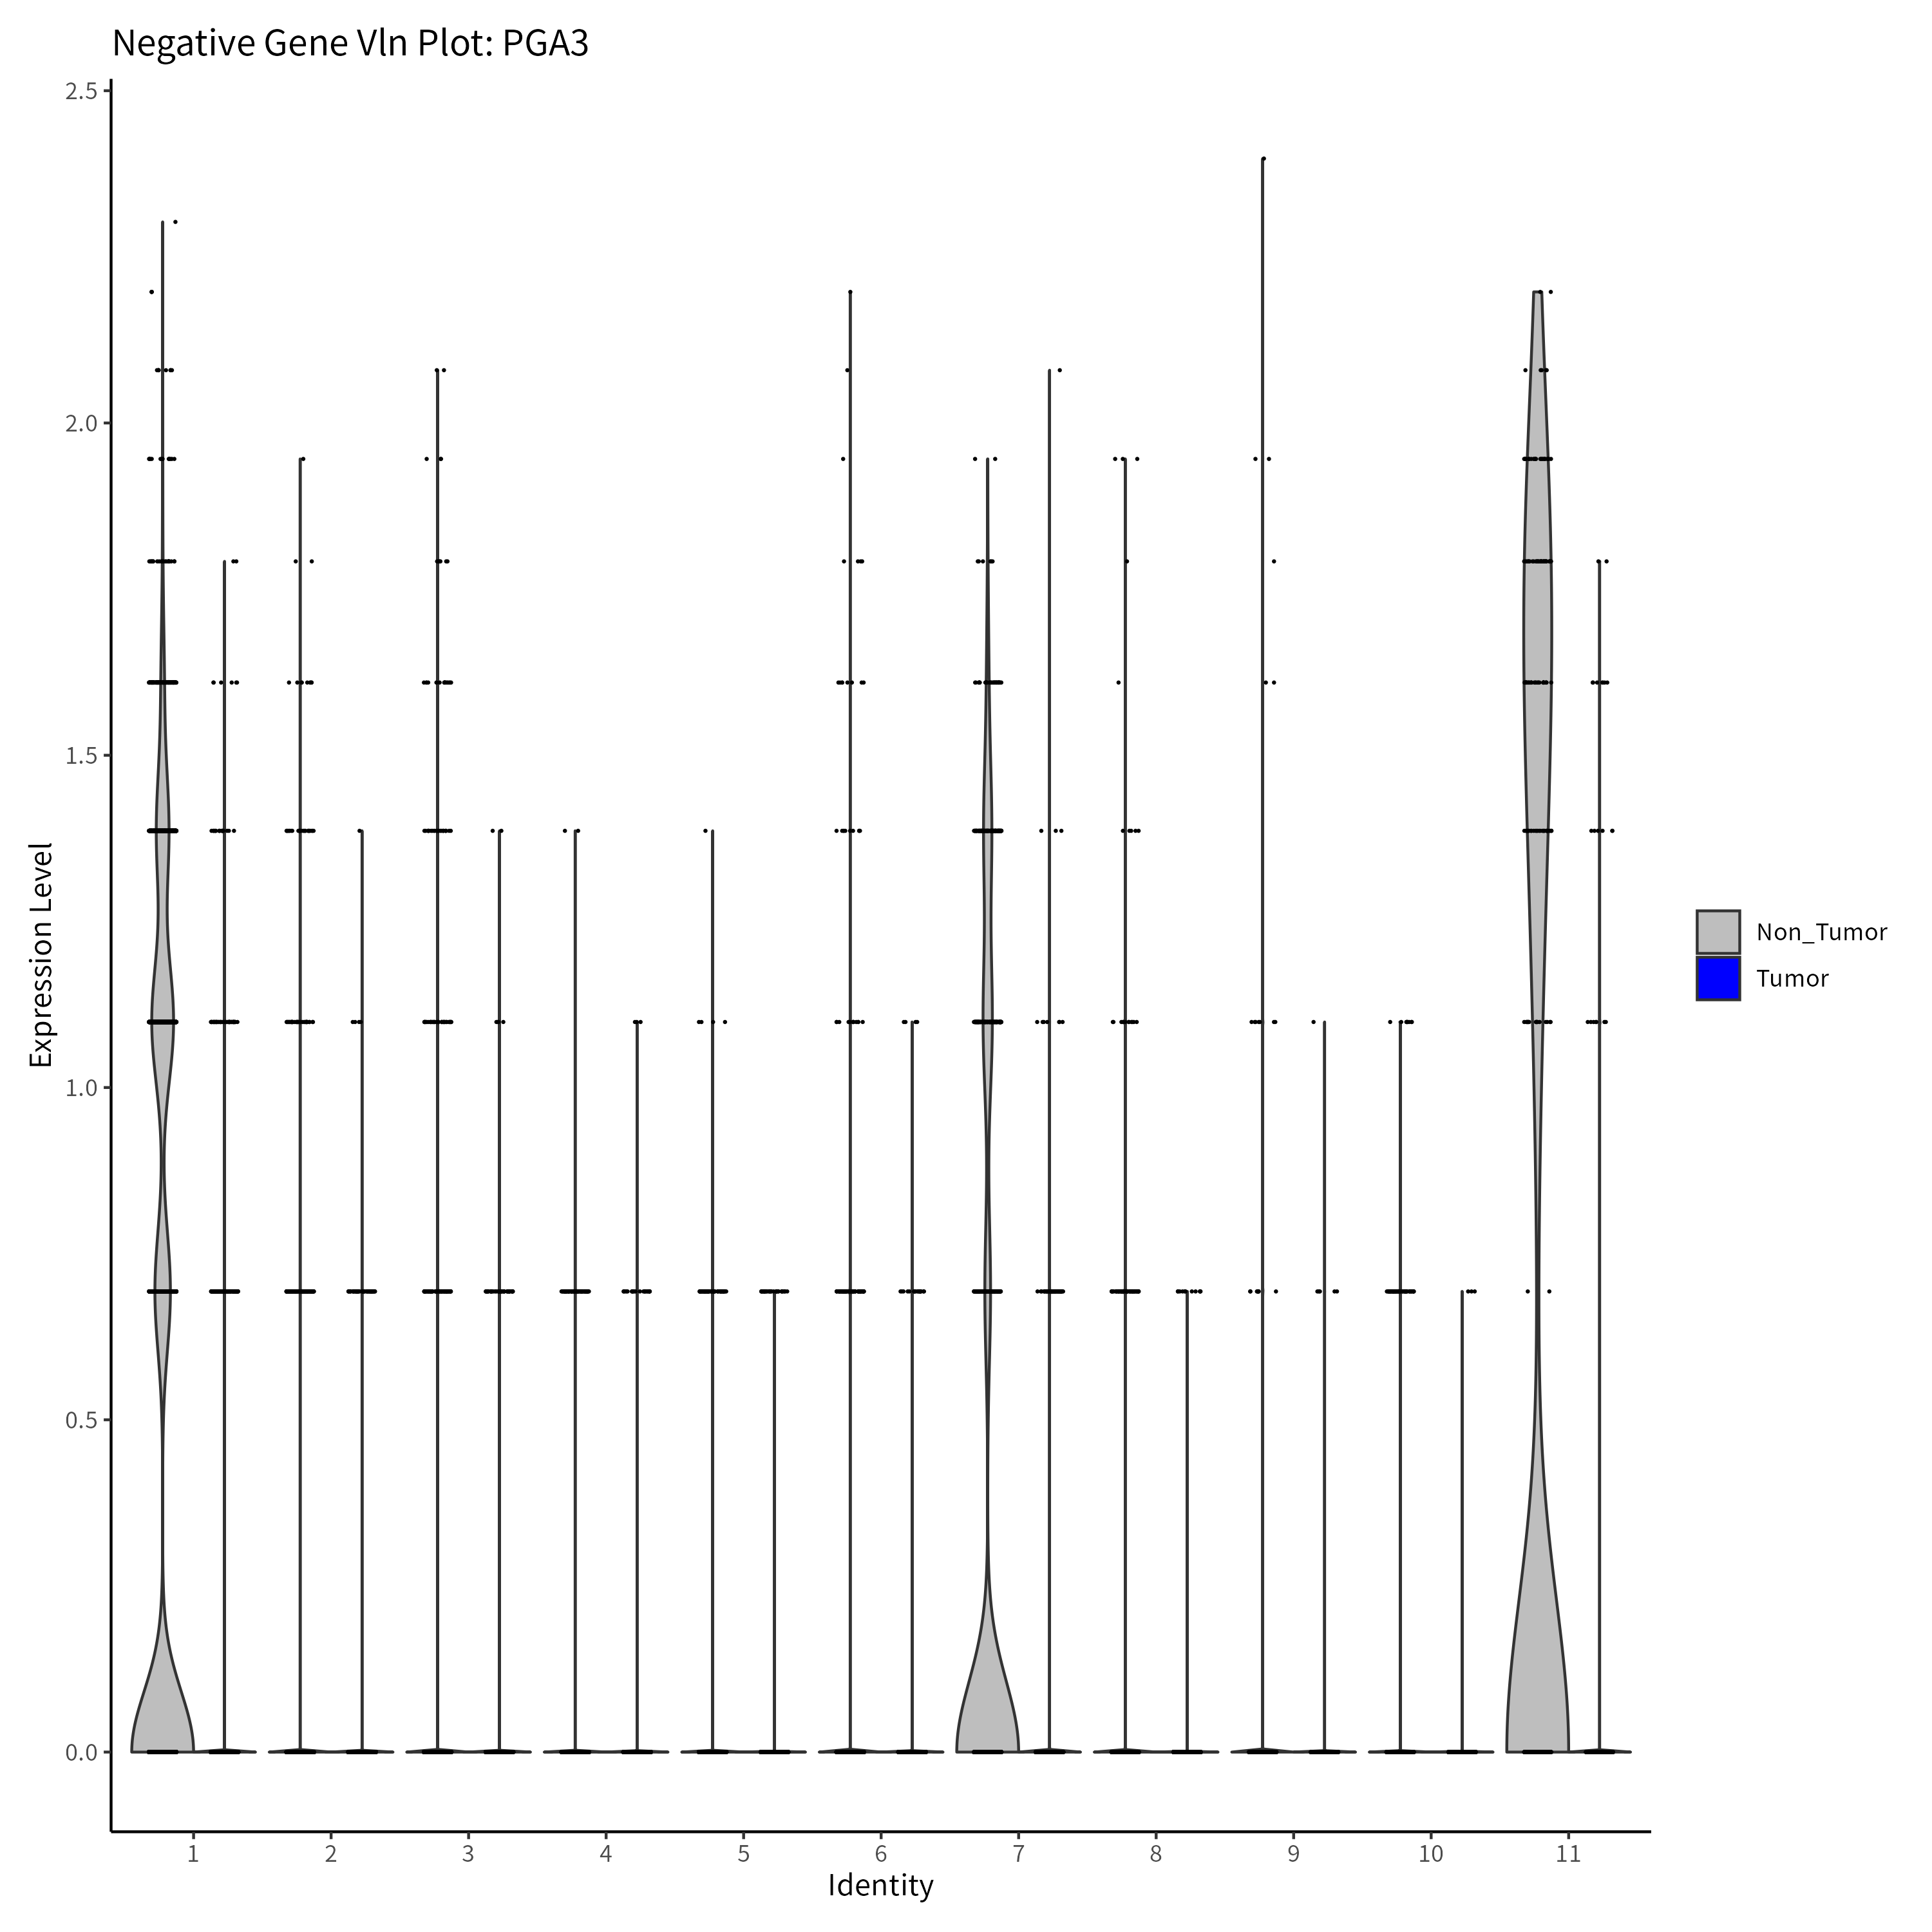 Negative Gene Vln Plot: PGA3
2.5
2.0
1.5
1.0
0.5
0.0
Expression Level
1 2 3 4 5 6 7 8 9 10 11
Identity
Non_Tumor
Tumor